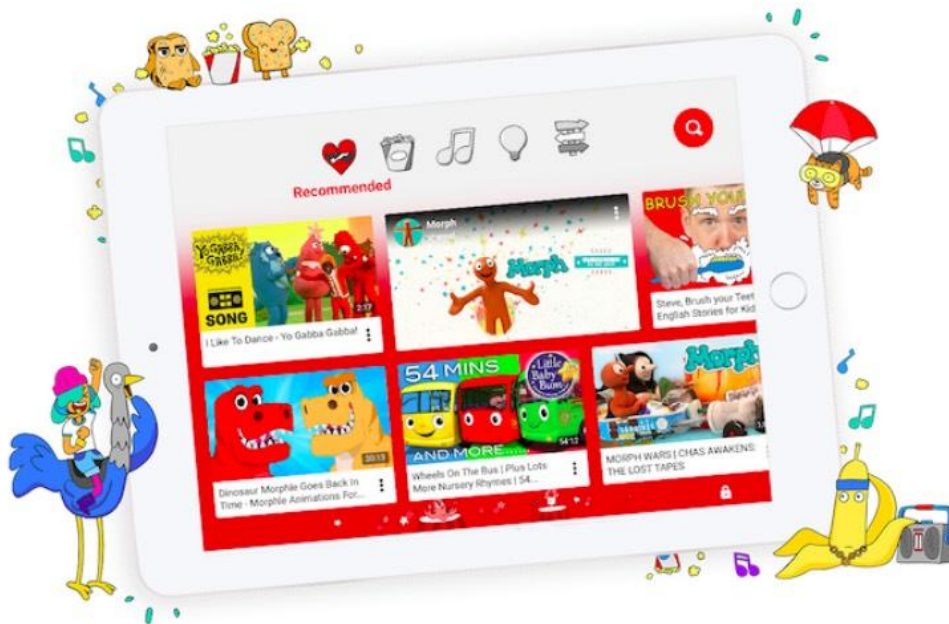 Recommended
YO GABBA
GABBA!
SONG
2:17
I Like To Dance - Yo Gabba Gabba!
Morph
Morph
BRUSH YOUR
Steve, Brush your Teet
English Stories for Kid
30:13
Dinosaur Morphle Goes Back In
Time - Morphle Animations For...
54 MINS
Little
Baby
Bum
AND MORE.....
54:12
Wheels On The Bus | Plus Lots
More Nursery Rhymes | 54...
Morph
MORPH WARS | CHAS AWAKENS:
THE LOST TAPES